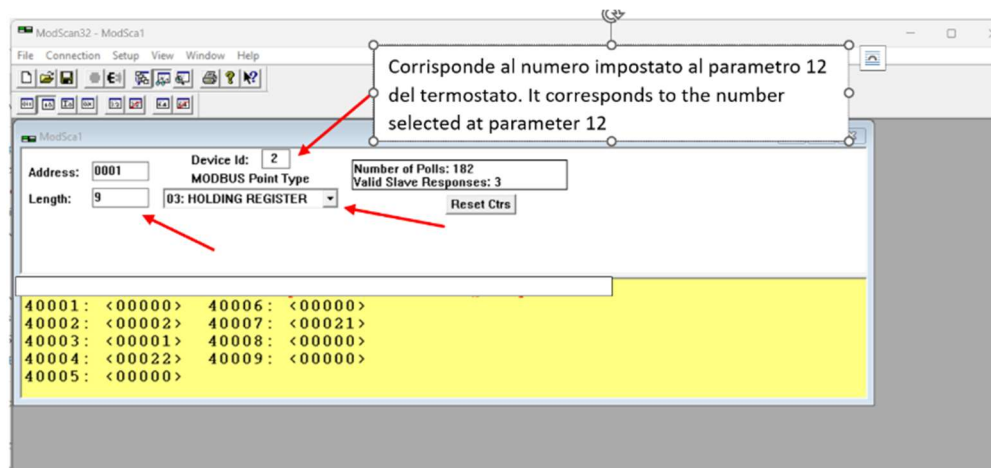 ModScan32 - ModSca1
File Connection Setup View Window Help
Corrisponde al numero impostato al parametro 12
del termostato. It corresponds to the number
selected at parameter 12
ModSca1
Address: 0001
Device Id: 2
MODBUS Point Type
Length: 9
03: HOLDING REGISTER
Number of Polls: 182
Valid Slave Responses: 3
Reset Ctrs
40001: <00000> 40006: <00000>
40002: <00002> 40007: <00021>
40003: <00001> 40008: <00000>
40004: <00022> 40009: <00000>
40005: <00000>